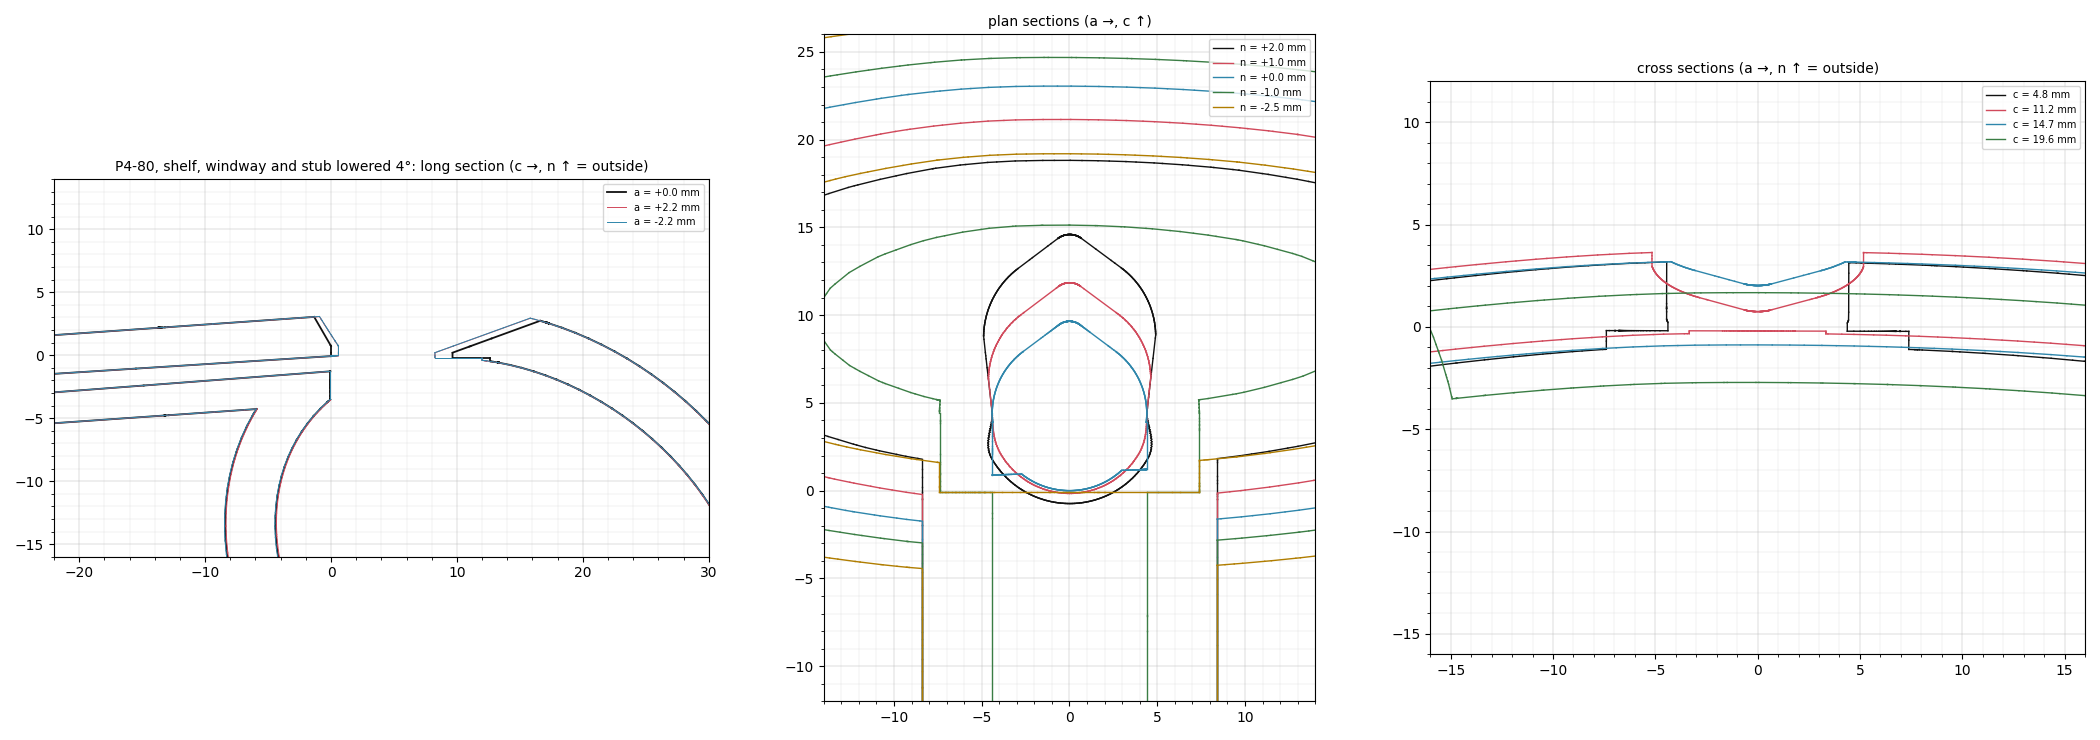 P4-80, shelf, windway and stub lowered 4°: long section (c →, n ↑ = outside)
a = +0.0 mm
a = +2.2 mm
a = -2.2 mm
10
5
0
−5
−10
−15
−20
−10
0
10
20
30
plan sections (a →, c ↑)
n = +2.0 mm
n = +1.0 mm
n = +0.0 mm
n = -1.0 mm
n = -2.5 mm
25
20
15
10
5
0
−5
−10
−10
−5
0
5
10
cross sections (a →, n ↑ = outside)
c = 4.8 mm
c = 11.2 mm
c = 14.7 mm
c = 19.6 mm
10
5
0
−5
−10
−15
−15
−10
−5
0
5
10
15